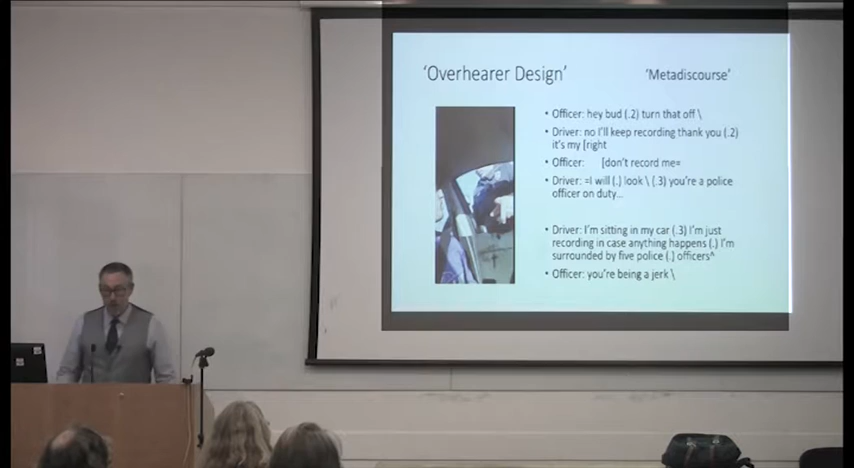 'Overhearer Design'
'Metadiscourse'
• Officer: hey bud (.2) turn that off \
• Driver: no I'll keep recording thank you (.2)
it's my [right
• Officer: [don't record me=
• Driver: =I will (.) look \ (.3) you're a police
officer on duty...
Driver: I'm sitting in my car (.3) I'm just
recording in case anything happens (.) I'm
surrounded by five police (.) officers^
• Officer: you're being a jerk \